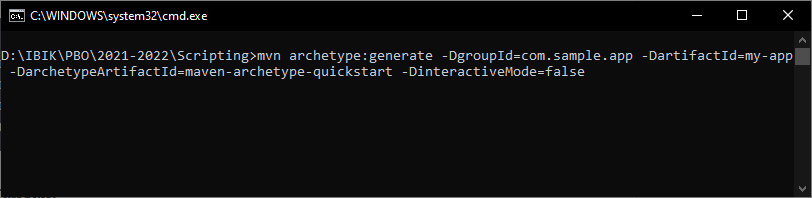 C:\WINDOWS\system32\cmd.exe
D:\IBIK\PBO\2021-2022\Scripting>mvn archetype:generate -DgroupId=com.sample.app -DartifactId=my-app
-DarchetypeArtifactId=maven-archetype-quickstart -DinteractiveMode=false